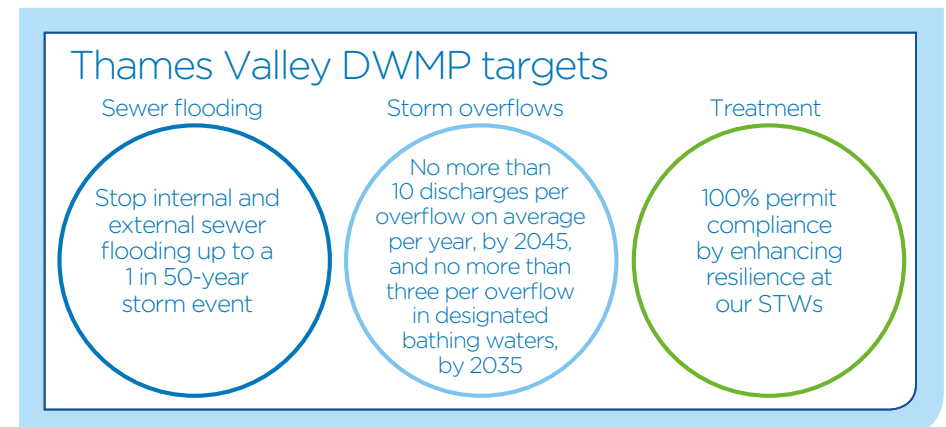 Thames Valley DWMP targets
Sewer flooding
Stop internal and
external sewer
flooding up to a
1 in 50-year
storm event
Storm overflows
No more than
10 discharges per
overflow on average
per year, by 2045,
and no more than
three per overflow
in designated
bathing waters,
by 2035
Treatment
100% permit
compliance
by enhancing
resilience at
our STWs